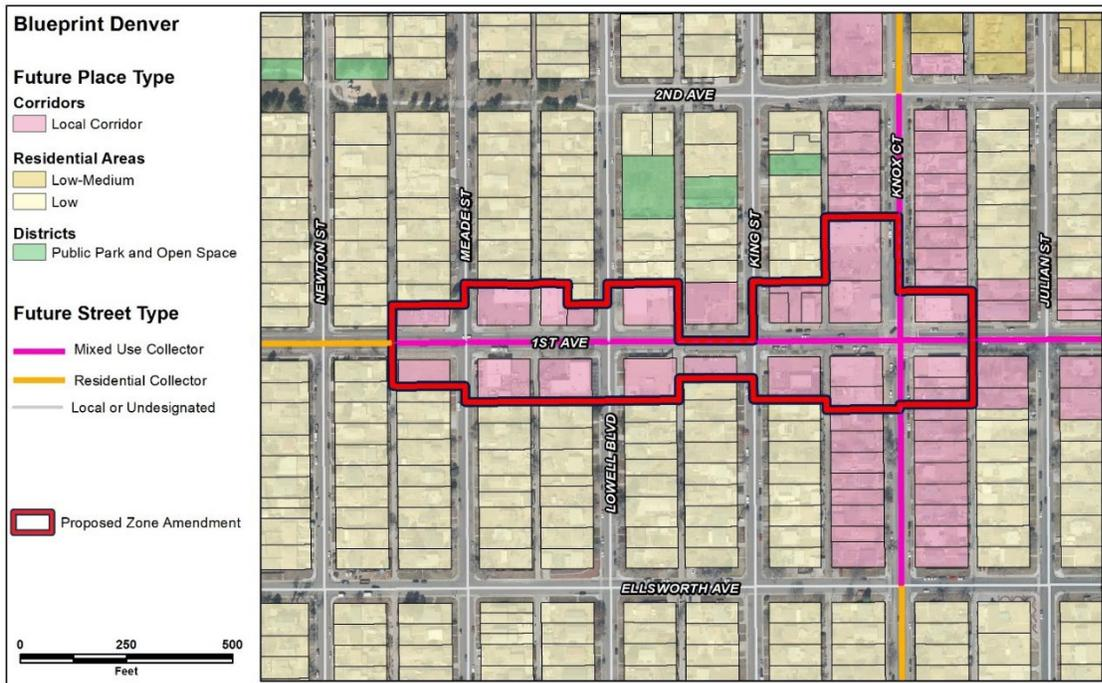 Blueprint Denver
Future Place Type
Corridors
Local Corridor
Residential Areas
Low-Medium
Low
Districts
Public Park and Open Space
Future Street Type
Mixed Use Collector
Residential Collector
Local or Undesignated
Proposed Zone Amendment
0 250 500
Feet
2ND AVE
KNOX CT
NEWTON ST
MEADE ST
KING ST
JULIAN ST
1ST AVE
LOWELL BLVD
ELLSWORTH AVE